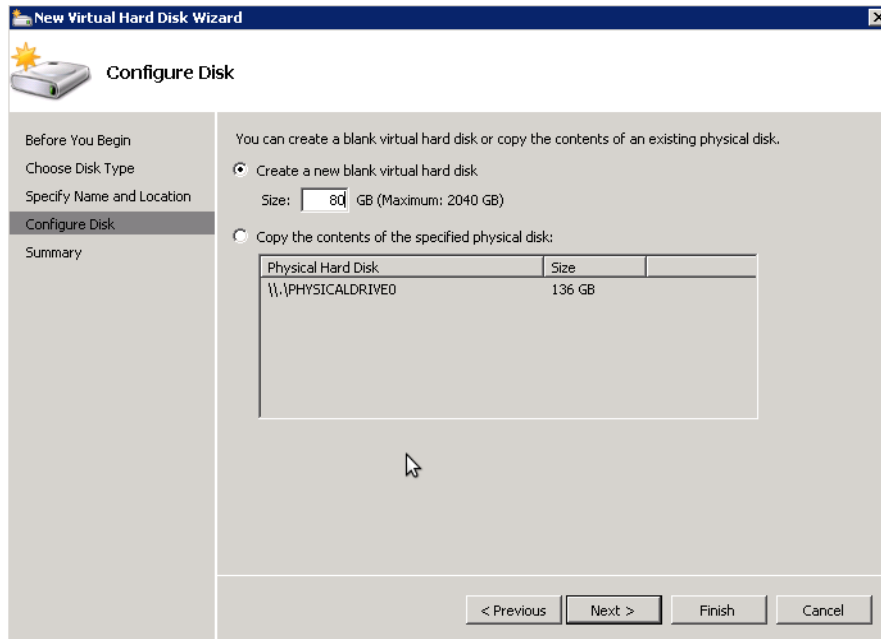 New Virtual Hard Disk Wizard
Configure Disk
Before You Begin
Choose Disk Type
Specify Name and Location
Configure Disk
Summary
You can create a blank virtual hard disk or copy the contents of an existing physical disk.
Create a new blank virtual hard disk
Size: 80 GB (Maximum: 2040 GB)
Copy the contents of the specified physical disk:
Physical Hard Disk Size
\\.\PHYSICALDRIVE0 136 GB
< Previous Next > Finish Cancel